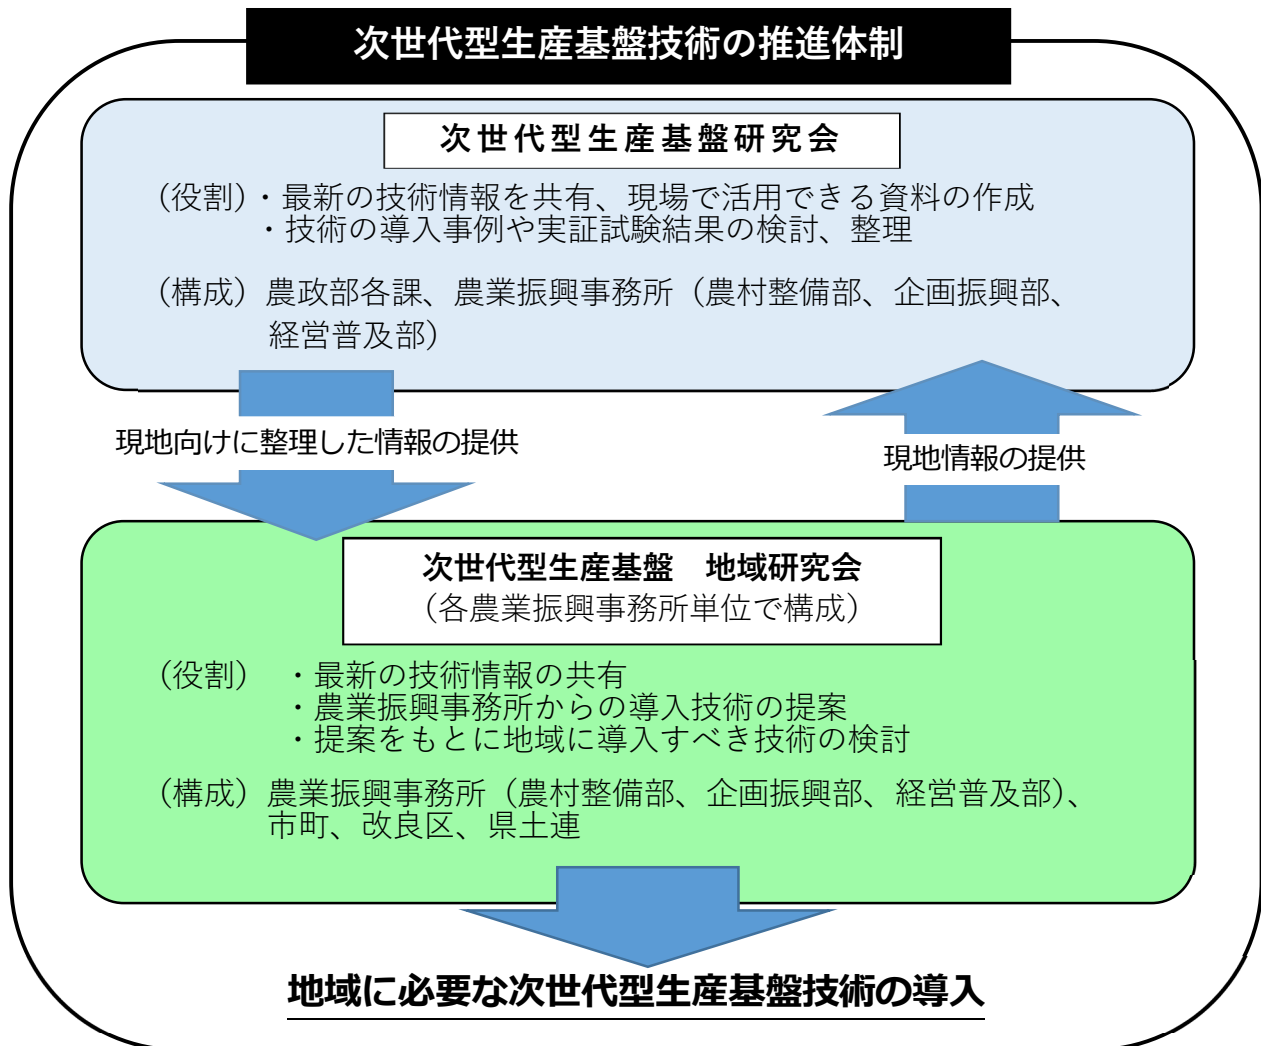 次世代型生産基盤技術の推進体制
次世代型生産基盤研究会
（役割）・最新の技術情報を共有、現場で活用できる資料の作成
・技術の導入事例や実証試験結果の検討、整理
（構成）農政部各課、農業振興事務所（農村整備部、企画振興部、
経営普及部）
現地向けに整理した情報の提供
現地情報の提供
次世代型生産基盤　地域研究会
（各農業振興事務所単位で構成）
（役割）　・最新の技術情報の共有
・農業振興事務所からの導入技術の提案
・提案をもとに地域に導入すべき技術の検討
（構成）農業振興事務所（農村整備部、企画振興部、経営普及部）、
市町、改良区、県土連
地域に必要な次世代型生産基盤技術の導入